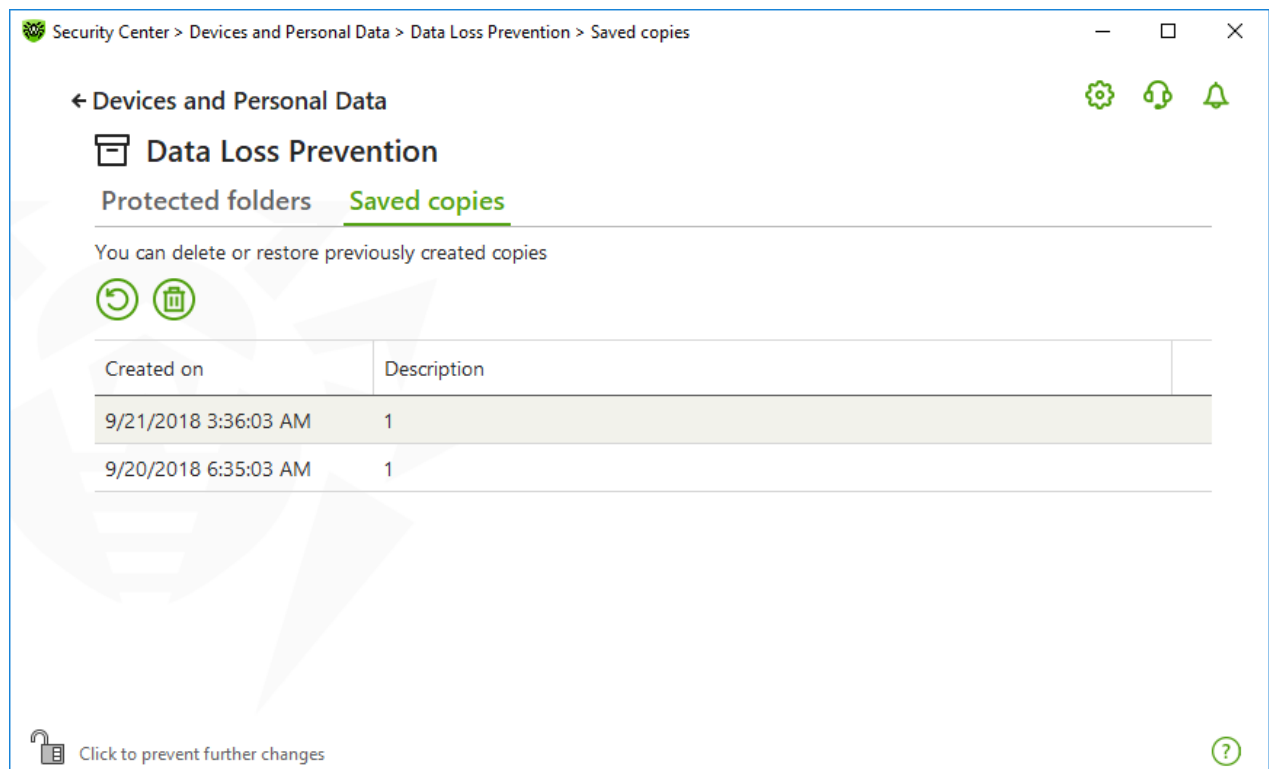 Security Center > Devices and Personal Data > Data Loss Prevention > Saved copies
Devices and Personal Data
Data Loss Prevention
Protected folders Saved copies
You can delete or restore previously created copies
Created on Description
9/21/2018 3:36:03 AM 1
9/20/2018 6:35:03 AM 1
Click to prevent further changes ?